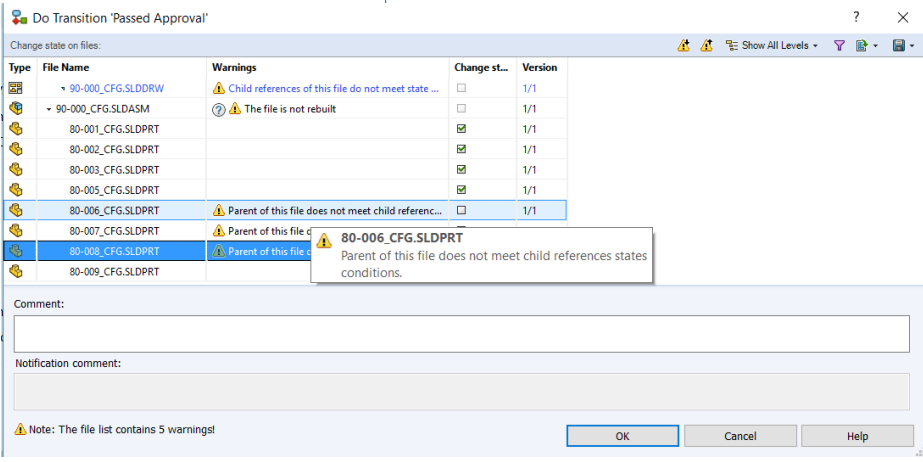 Do Transition 'Passed Approval'
?
Change state on files:
Show All Levels
Type File Name Warnings Change st... Version
90-000_CFG.SLDDRW Child references of this file do not meet state ... 1/1
90-000_CFG.SLDASM ? The file is not rebuilt 1/1
80-001_CFG.SLDPRT 1/1
80-002_CFG.SLDPRT 1/1
80-003_CFG.SLDPRT 1/1
80-005_CFG.SLDPRT 1/1
80-006_CFG.SLDPRT Parent of this file does not meet child referenc... 1/1
80-007_CFG.SLDPRT Parent of this file
80-008_CFG.SLDPRT Parent of this file
80-009_CFG.SLDPRT
80-006_CFG.SLDPRT
Parent of this file does not meet child references states
conditions.
Comment:
Notification comment:
Note: The file list contains 5 warnings!
OK Cancel Help